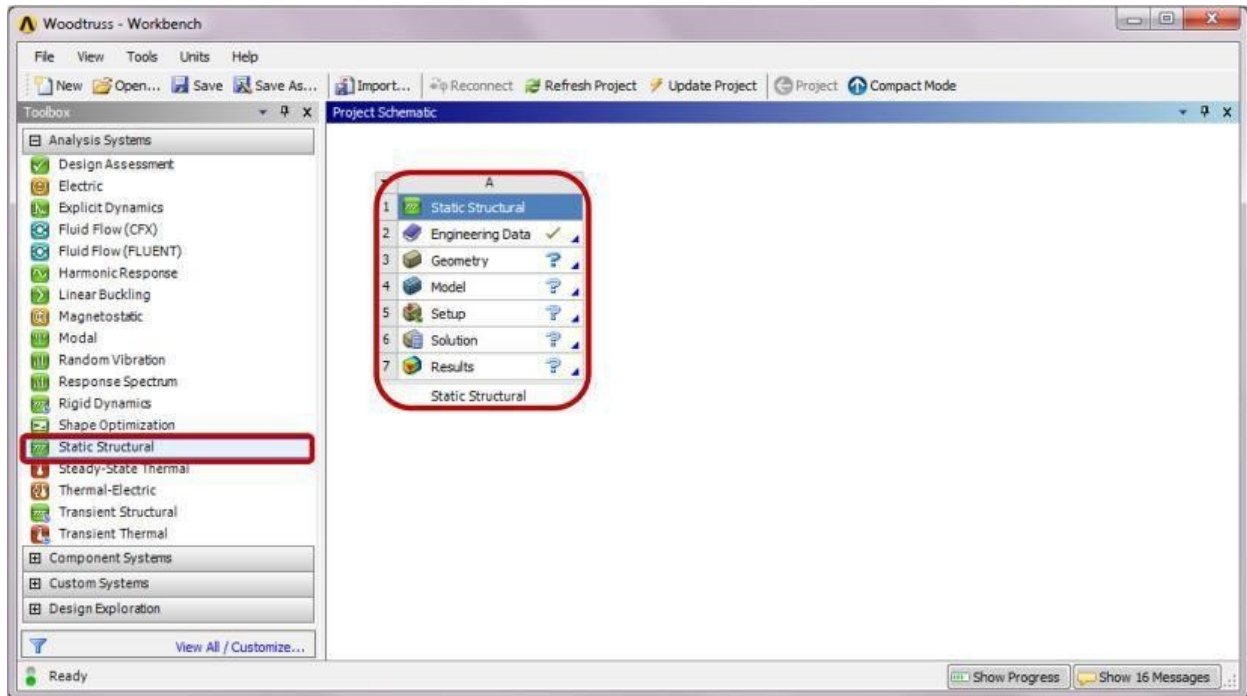 Woodtruss - Workbench
File View Tools Units Help
New Open... Save Save As... Import... Reconnect Refresh Project Update Project Project Compact Mode
Toolbox
Project Schematic
Analysis Systems
Design Assessment
Electric
Explicit Dynamics
Fluid Flow (CFX)
Fluid Flow (FLUENT)
Harmonic Response
Linear Buckling
Magnetostatic
Modal
Random Vibration
Response Spectrum
Rigid Dynamics
Shape Optimization
Static Structural
Steady-State Thermal
Thermal-Electric
Transient Structural
Transient Thermal
Component Systems
Custom Systems
Design Exploration
View All / Customize...
A
1 Static Structural
2 Engineering Data
3 Geometry
4 Model
5 Setup
6 Solution
7 Results
Static Structural
Ready
Show Progress
Show 16 Messages